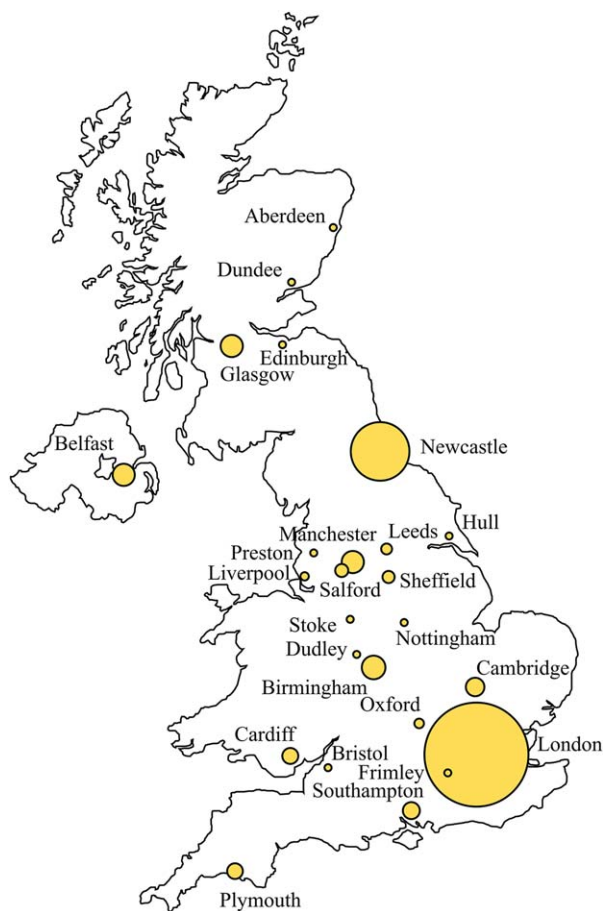 Aberdeen
Dundee
Edinburgh
Glasgow
Belfast
Newcastle
Hull
Leeds
Manchester
Preston
Liverpool
Salford
Sheffield
Stoke
Nottingham
Dudley
Cambridge
Birmingham
Oxford
Cardiff
Bristol
London
Frimley
Southampton
Plymouth